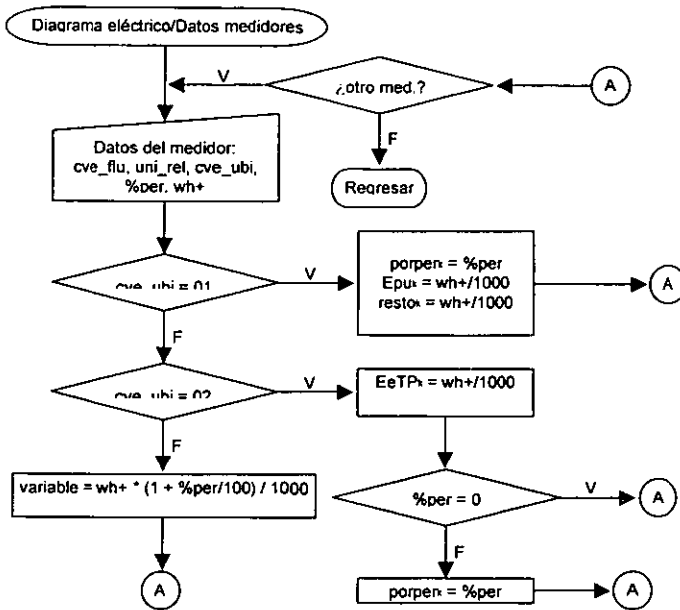 Diagrama eléctrico/Datos medidores
V
¿otro med.?
A
F
Regresar
Datos del medidor:
cve_flu, uni_rel, cve_ubi,
%per, wh+
cve_ubi = 01
V
porpenk = %per
Epuk = wh+/1000
restok = wh+/1000
A
F
cve_ubi = 02
V
EeTPk = wh+/1000
F
variable = wh+ * (1 + %per/100) / 1000
%per = 0
V
A
F
A
porpenk = %per
A